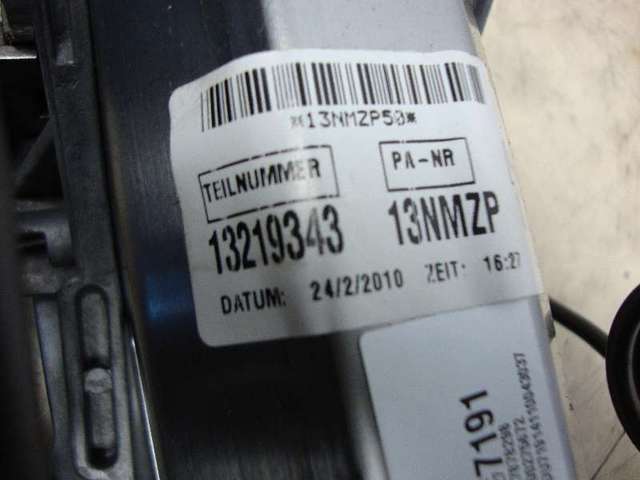 *13NMZP50*
TEILNUMMER PA-NR
13219343 13NMZP
DATUM: 24/2/2010 ZEIT: 16:27
7191